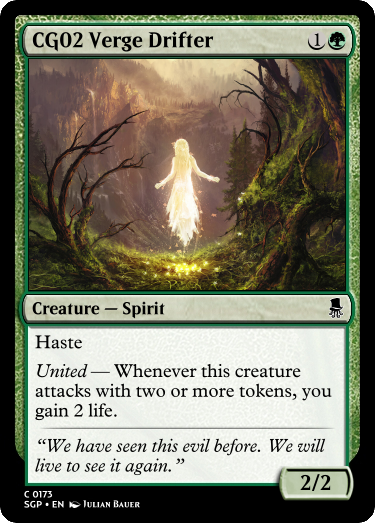 CG02 Verge Drifter 1
Creature — Spirit
Haste
United — Whenever this creature
attacks with two or more tokens, you
gain 2 life.
“We have seen this evil before. We will
live to see it again.”
2/2
C 0173
SGP • EN Julian Bauer